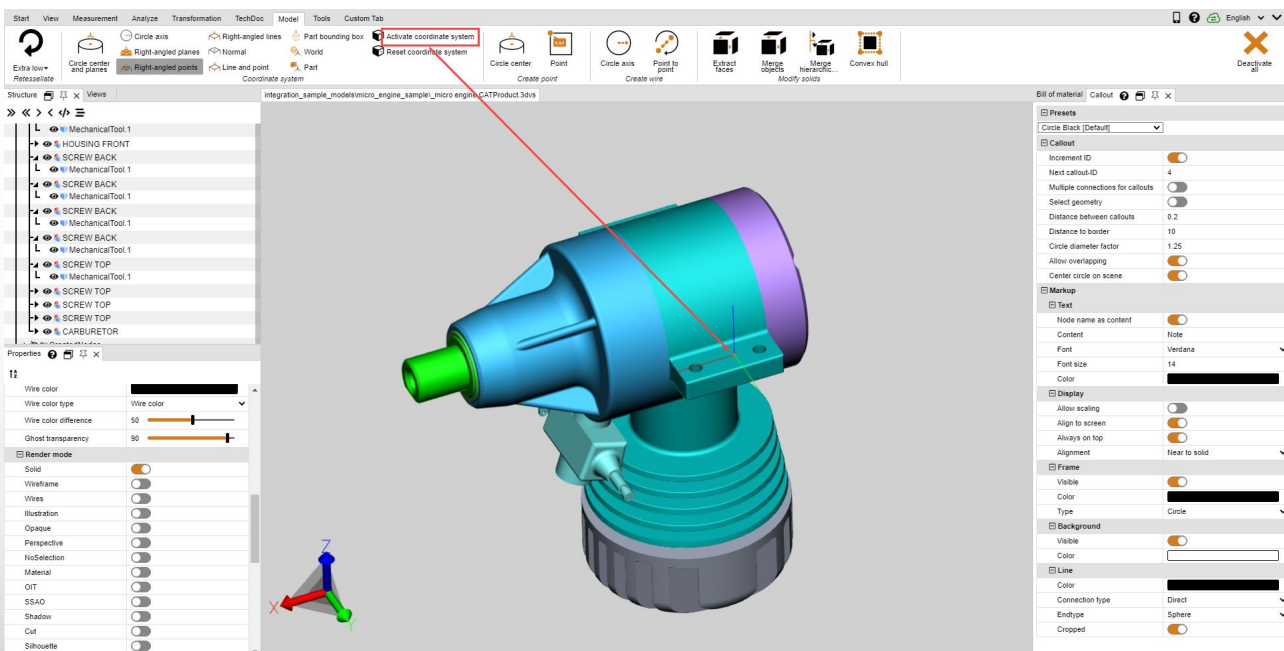 Start View Measurement Analyze Transformation TechDoc Model Tools Custom Tab
English
Extra low
Retessellate
Circle center and planes
Circle axis
Right-angled planes
Right-angled points
Right-angled lines
Normal
Line and point
Part bounding box
World
Part
Activate coordinate system
Reset coordinate system
Coordinate system
Circle center
Point
Create point
Circle axis
Point to point
Create wire
Extract faces
Merge objects
Merge hierarchic...
Convex hull
Modify solids
Deactivate all
Structure
Views
integration_sample_models\micro_engine_sample\_micro engine.CATProduct.3dvs
Bill of material
Callout
MechanicalTool.1
HOUSING FRONT
SCREW BACK
MechanicalTool.1
SCREW BACK
MechanicalTool.1
SCREW BACK
MechanicalTool.1
SCREW BACK
MechanicalTool.1
SCREW TOP
MechanicalTool.1
SCREW TOP
SCREW TOP
SCREW TOP
CARBURETOR
Properties
Wire color
Wire color type Wire color
Wire color difference 50
Ghost transparency 90
Render mode
Solid
Wireframe
Wires
Illustration
Opaque
Perspective
NoSelection
Material
OIT
SSAO
Shadow
Cut
Silhouette
Z
X
Y
Presets
Circle Black [Default]
Callout
Increment ID
Next callout-ID 4
Multiple connections for callouts
Select geometry
Distance between callouts 0.2
Distance to border 10
Circle diameter factor 1.25
Allow overlapping
Center circle on scene
Markup
Text
Node name as content
Content Note
Font Verdana
Font size 14
Color
Display
Allow scaling
Align to screen
Always on top
Alignment Near to solid
Frame
Visible
Color
Type Circle
Background
Visible
Color
Line
Color
Connection type Direct
Endtype Sphere
Cropped